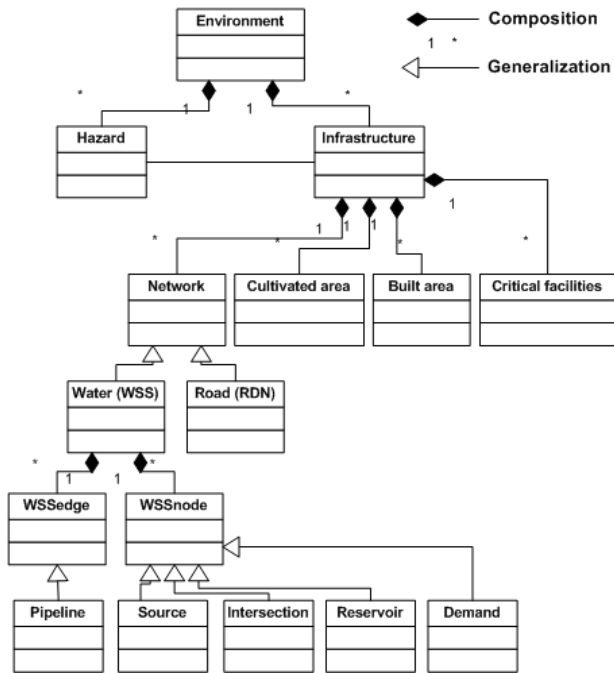 Environment
Composition
1 *
Generalization
* 1 1 *
Hazard
Infrastructure
1
1 1
* * * *
Network
Cultivated area
Built area
Critical facilities
Water (WSS)
Road (RDN)
* 1 1 *
WSSedge
WSSnode
Pipeline
Source
Intersection
Reservoir
Demand